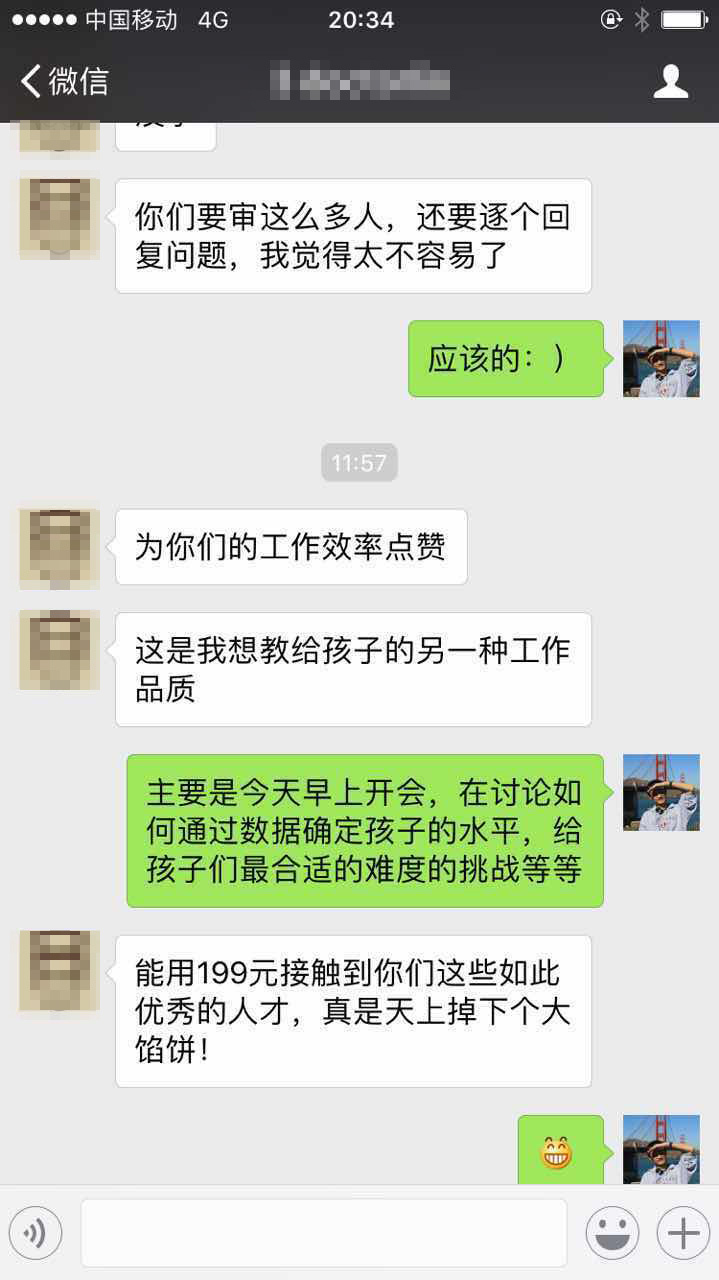 中国移动 4G 20:34
微信
你们要审这么多人，还要逐个回
复问题，我觉得太不容易了
应该的：）
11:57
为你们的工作效率点赞
这是我想教给孩子的另一种工作
品质
主要是今天早上开会，在讨论如
何通过数据确定孩子的水平，给
孩子们最合适的难度的挑战等等
能用199元接触到你们这些如此
优秀的人才，真是天上掉下个大
馅饼！